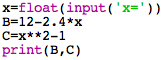 x=float(input('x='))
B=12-2.4*x
C=x**2-1
print(B,C)